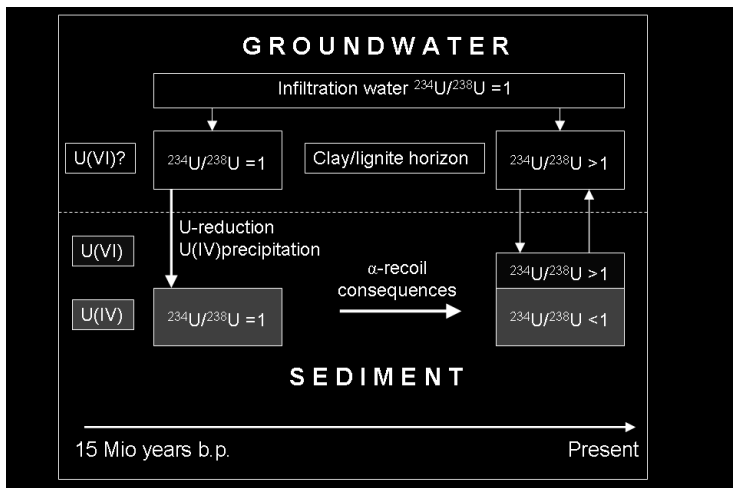 GROUNDWATER
Infiltration water ²³⁴U/²³⁸U =1
U(VI)?
²³⁴U/²³⁸U =1
Clay/lignite horizon
²³⁴U/²³⁸U >1
U-reduction
U(IV)precipitation
U(VI)
α-recoil
consequences
²³⁴U/²³⁸U >1
U(IV)
²³⁴U/²³⁸U =1
²³⁴U/²³⁸U <1
SEDIMENT
15 Mio years b.p.
Present